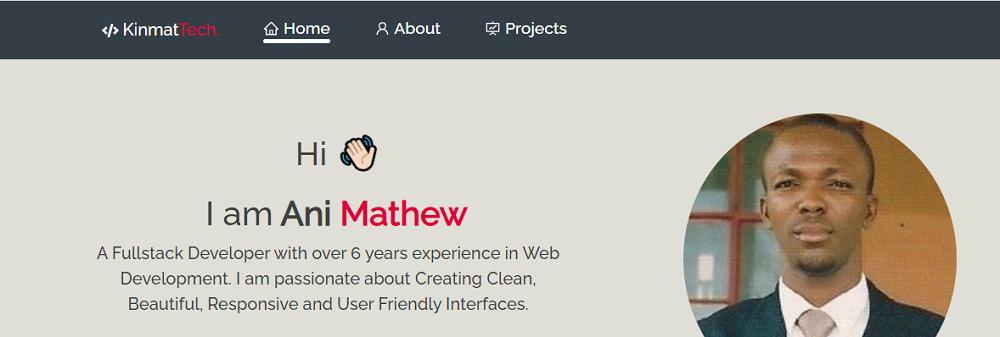 KinmatTech.
Home
About
Projects
Hi
I am Ani Mathew
A Fullstack Developer with over 6 years experience in Web
Development. I am passionate about Creating Clean,
Beautiful, Responsive and User Friendly Interfaces.